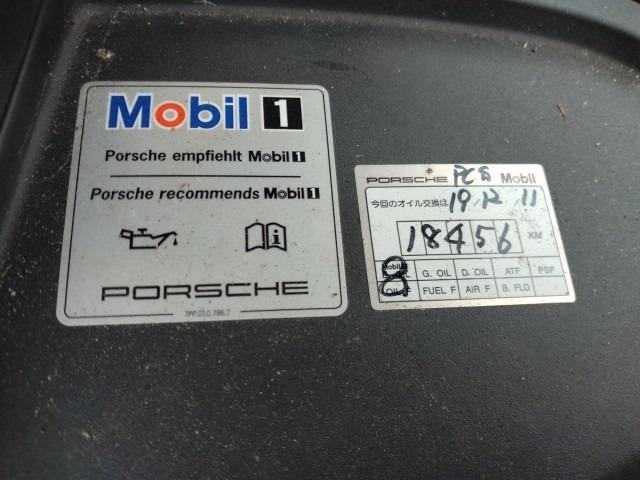 Mobil 1
Porsche empfiehlt Mobil 1
Porsche recommends Mobil 1
PORSCHE
7PP.010.786.T
PORSCHE PC Mobil
今回のオイル交換は 19 12 11
18456 KM
Mobil G. OIL D. OIL ATF PSF
OIL F FUEL F AIR F B. FLD